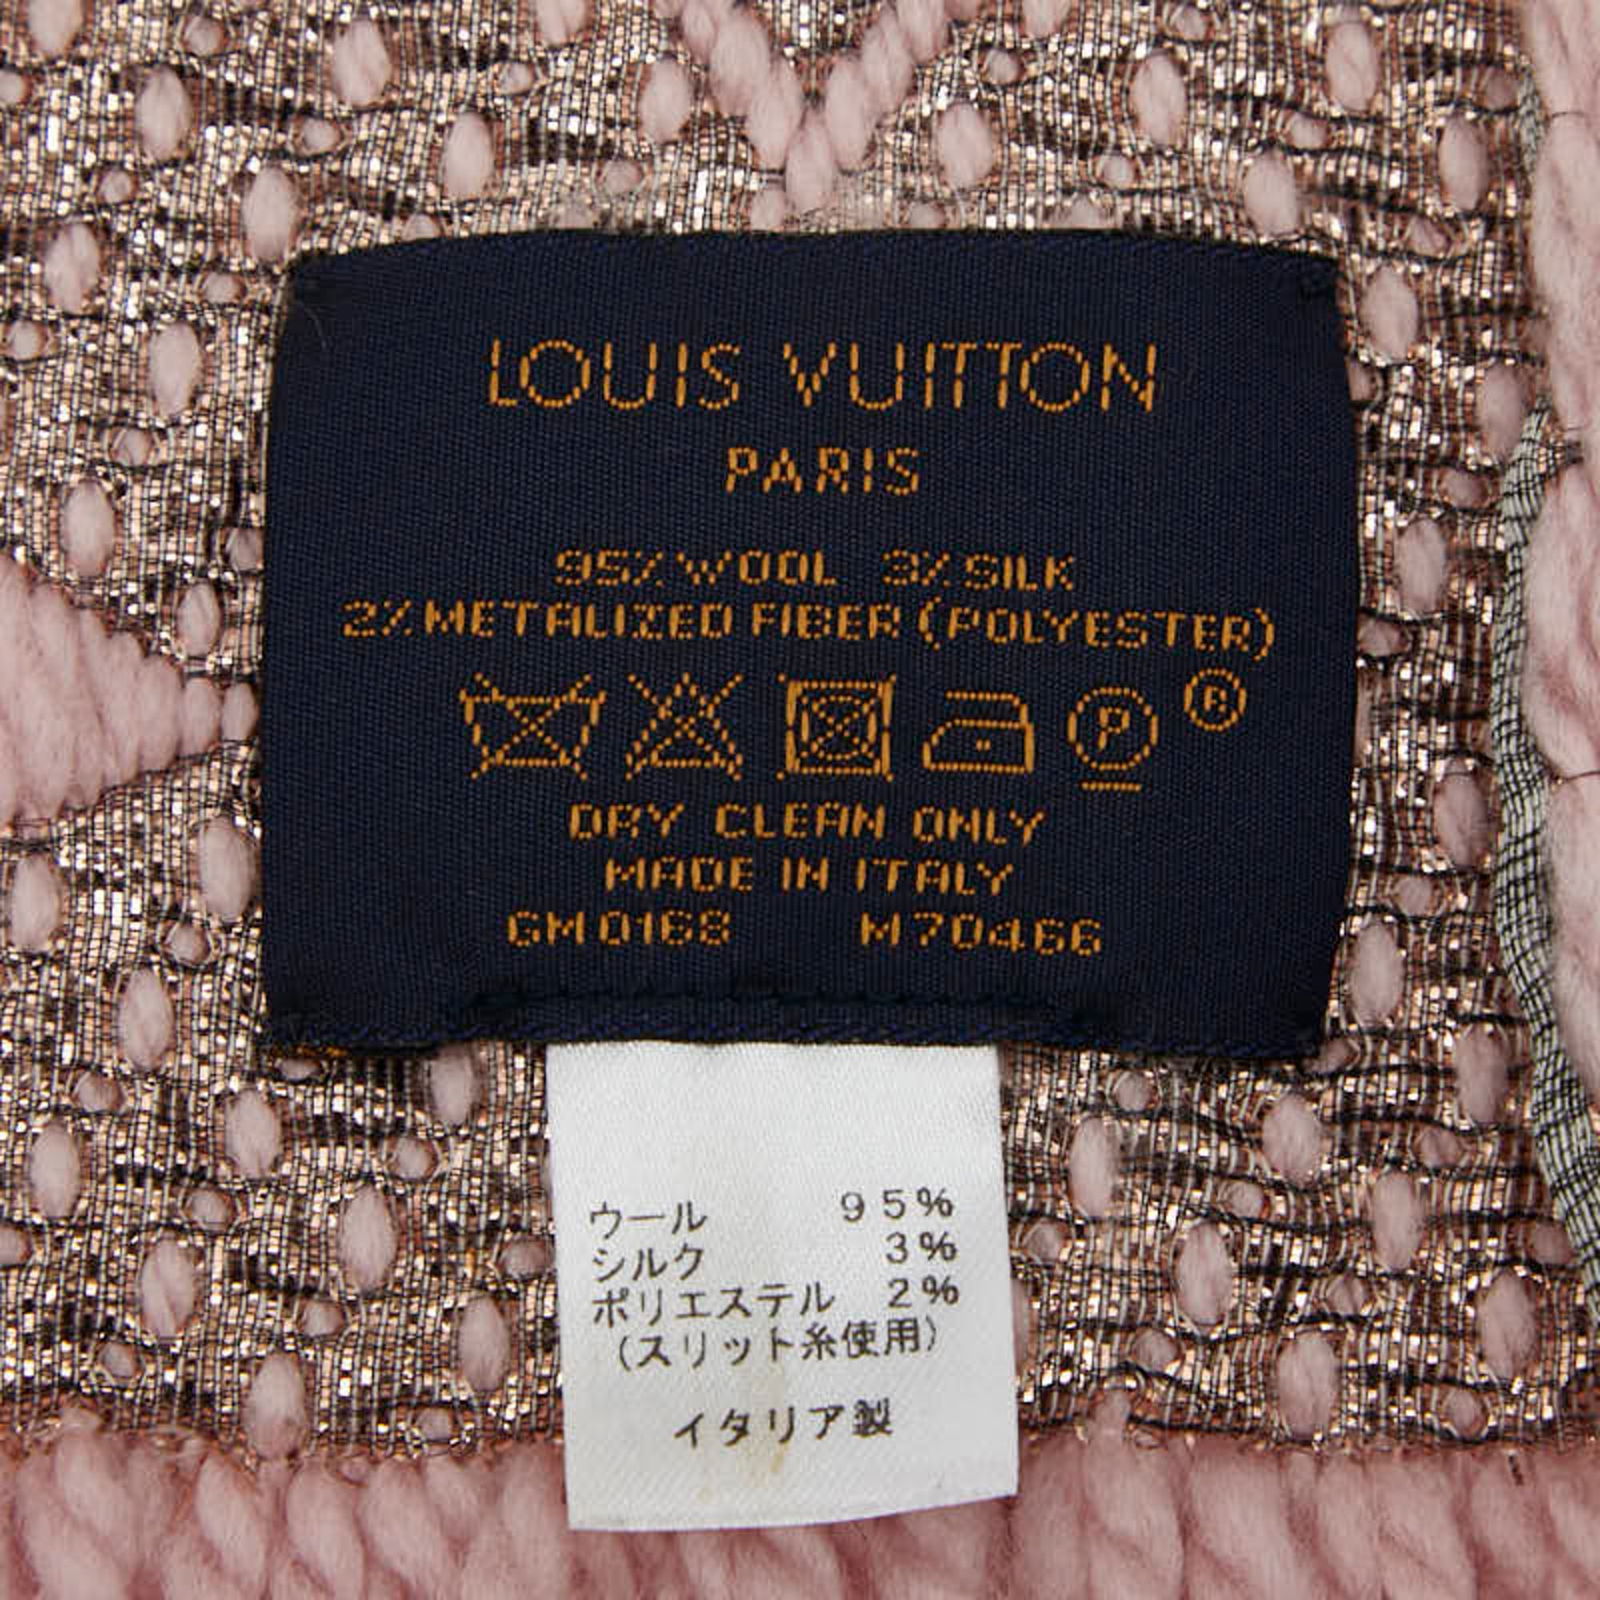 LOUIS VUITTON
PARIS
95% WOOL 3% SILK
2% METALIZED FIBER (POLYESTER)
P ®
DRY CLEAN ONLY
MADE IN ITALY
GM0168 M70466
ウール 95%
シルク 3%
ポリエステル 2%
(スリット糸使用)
イタリア製